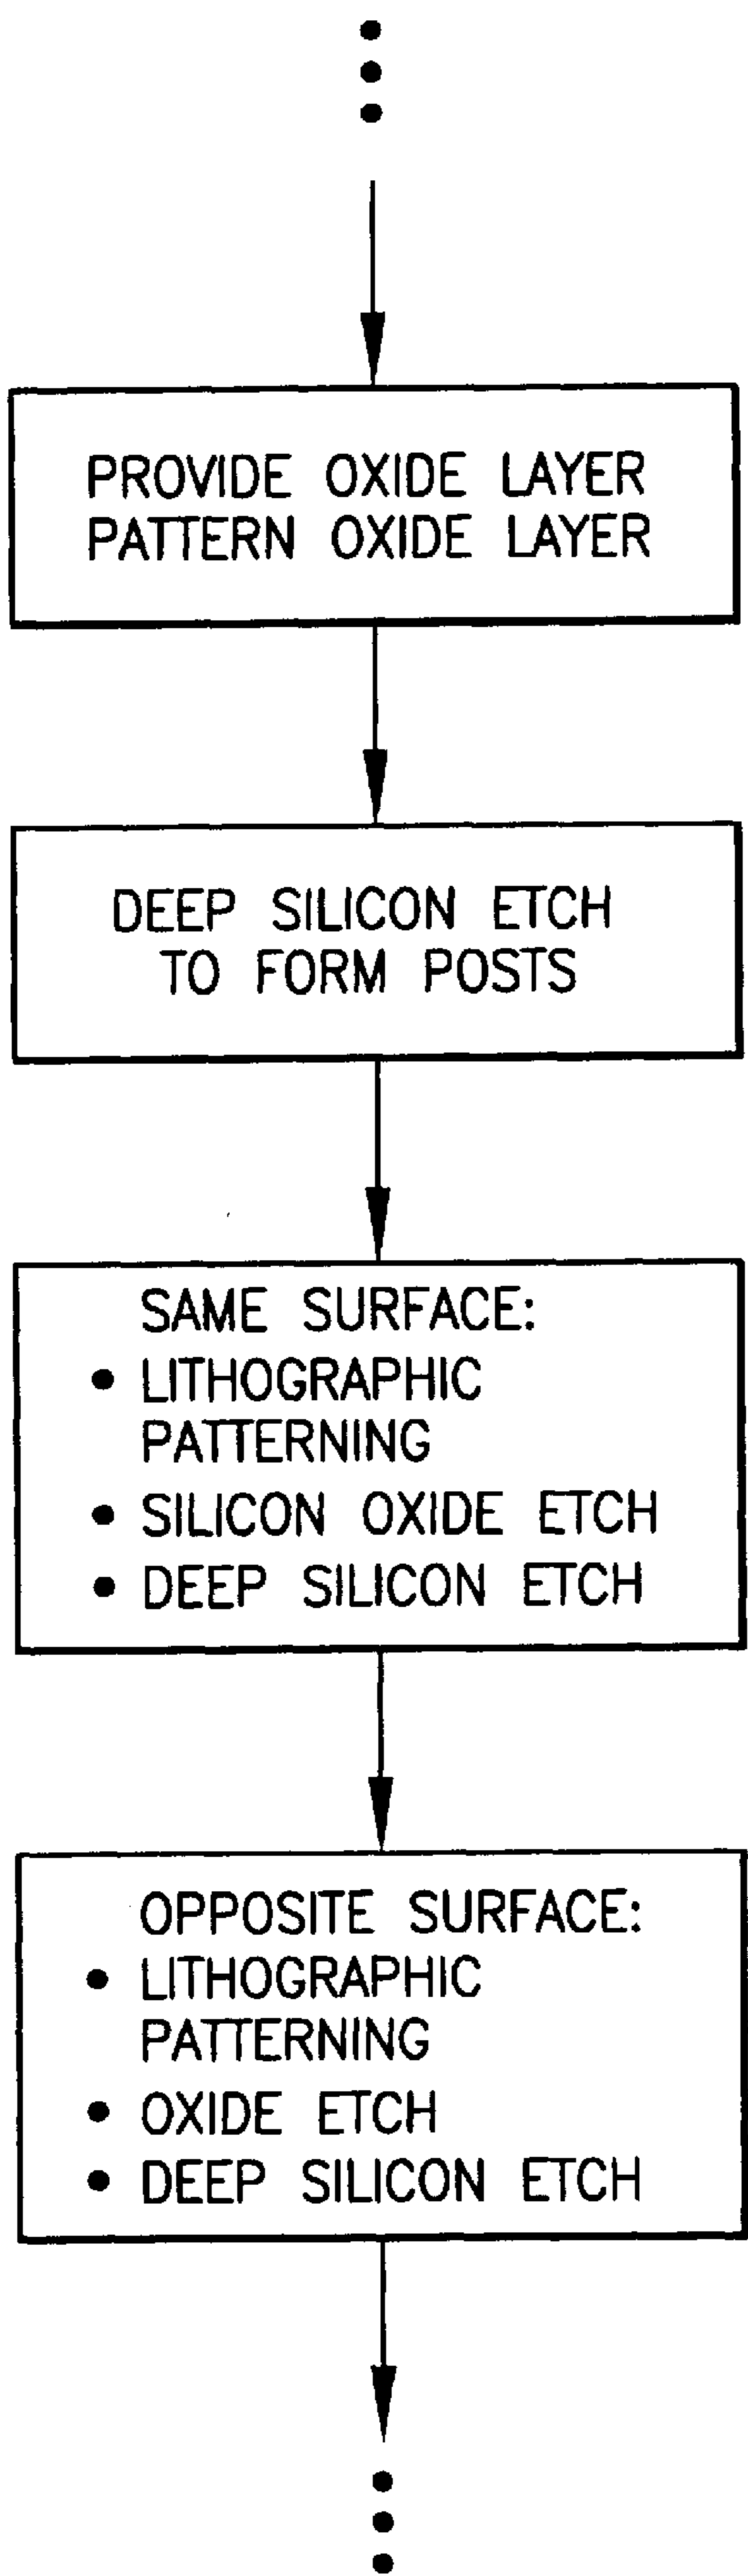 PROVIDE OXIDE LAYER
PATTERN OXIDE LAYER
DEEP SILICON ETCH
TO FORM POSTS
SAME SURFACE:
• LITHOGRAPHIC
PATTERNING
• SILICON OXIDE ETCH
• DEEP SILICON ETCH
OPPOSITE SURFACE:
• LITHOGRAPHIC
PATTERNING
• OXIDE ETCH
• DEEP SILICON ETCH